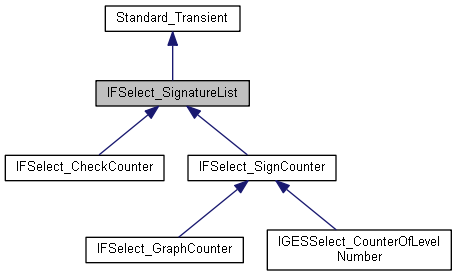 Standard_Transient
IFSelect_SignatureList
IFSelect_CheckCounter
IFSelect_SignCounter
IFSelect_GraphCounter
IGESSelect_CounterOfLevel
Number